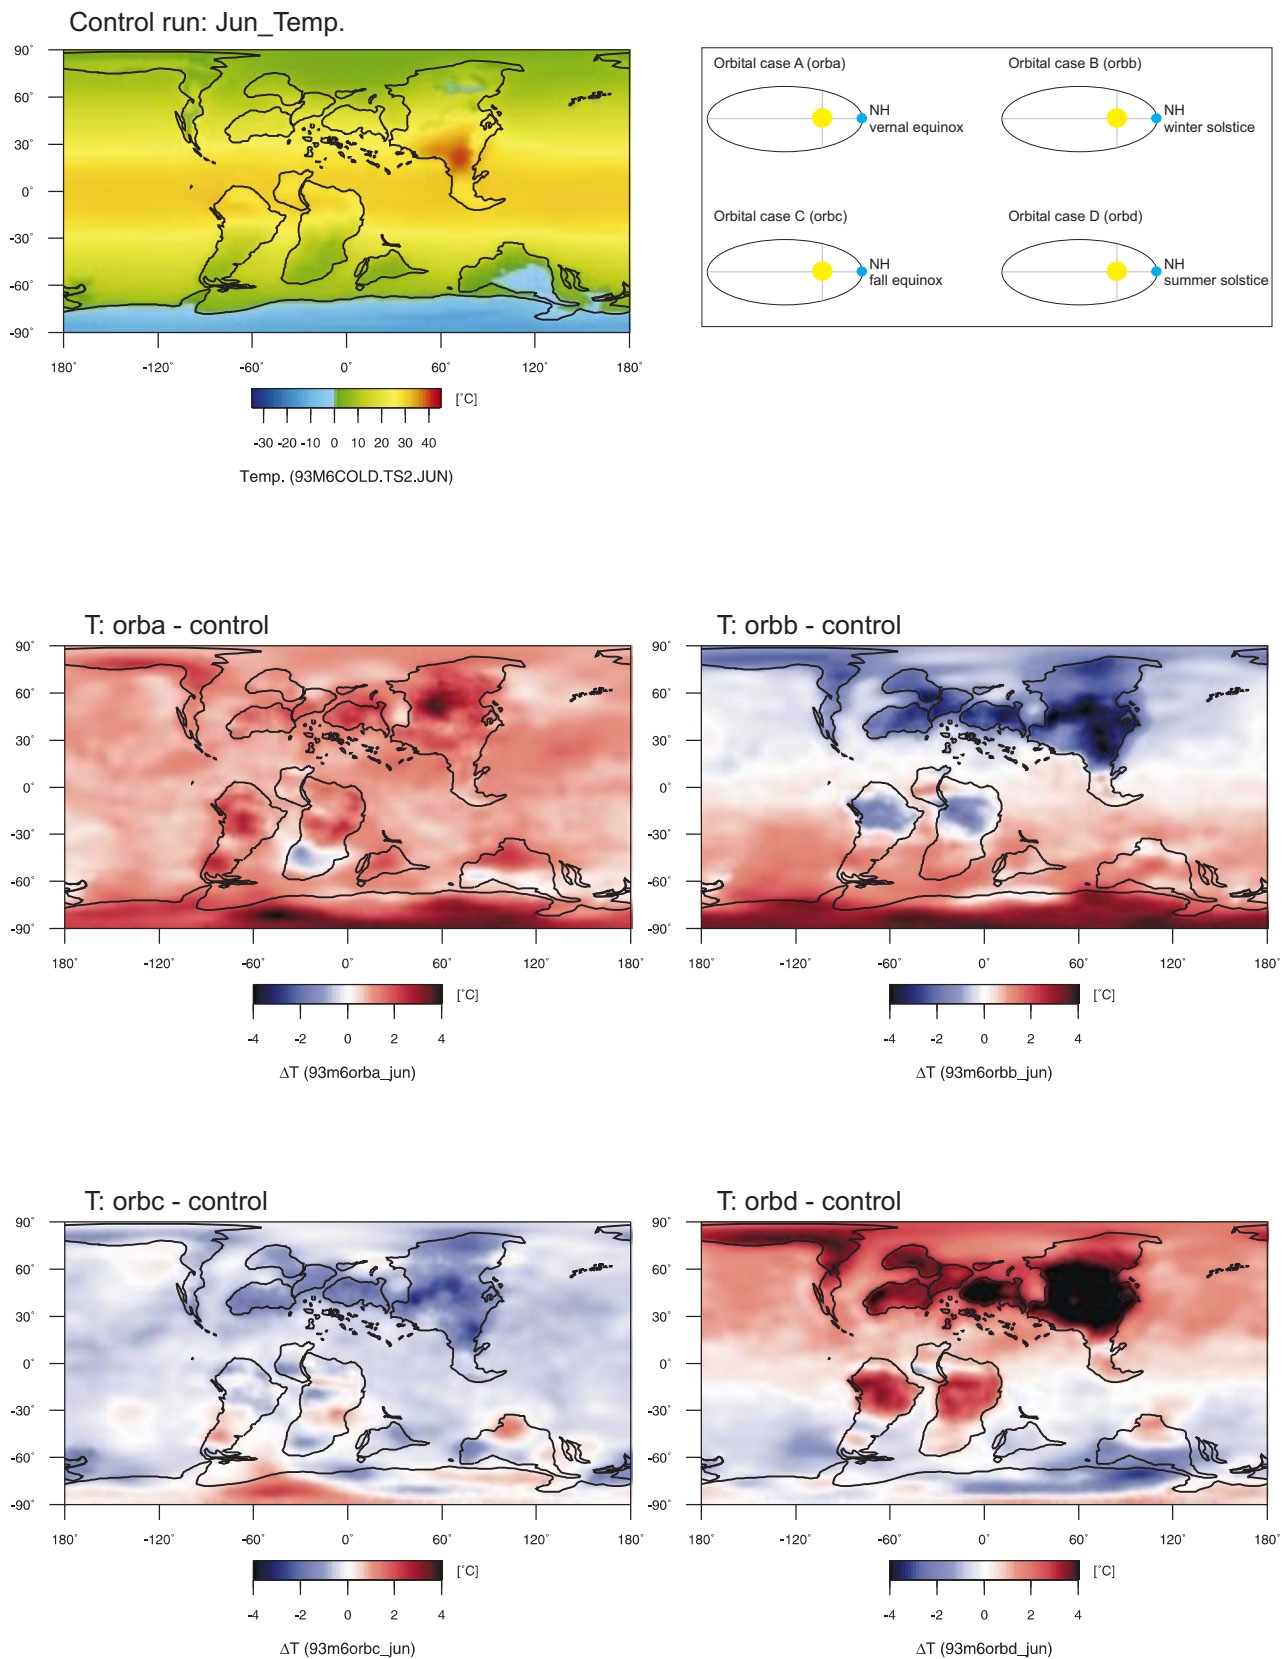 Control run: Jun_Temp.
90˚
60˚
30˚
0˚
-30˚
-60˚
-90˚
180˚ -120˚ -60˚ 0˚ 60˚ 120˚ 180˚
[˚C]
-30 -20 -10 0 10 20 30 40
Temp. (93M6COLD.TS2.JUN)
Orbital case A (orba)
NH
vernal equinox
Orbital case B (orbb)
NH
winter solstice
Orbital case C (orbc)
NH
fall equinox
Orbital case D (orbd)
NH
summer solstice
T: orba - control
90˚
60˚
30˚
0˚
-30˚
-60˚
-90˚
180˚ -120˚ -60˚ 0˚ 60˚ 120˚ 180˚
[˚C]
-4 -2 0 2 4
ΔT (93m6orba_jun)
T: orbb - control
90˚
60˚
30˚
0˚
-30˚
-60˚
-90˚
180˚ -120˚ -60˚ 0˚ 60˚ 120˚ 180˚
[˚C]
-4 -2 0 2 4
ΔT (93m6orbb_jun)
T: orbc - control
90˚
60˚
30˚
0˚
-30˚
-60˚
-90˚
180˚ -120˚ -60˚ 0˚ 60˚ 120˚ 180˚
[˚C]
-4 -2 0 2 4
ΔT (93m6orbc_jun)
T: orbd - control
90˚
60˚
30˚
0˚
-30˚
-60˚
-90˚
180˚ -120˚ -60˚ 0˚ 60˚ 120˚ 180˚
[˚C]
-4 -2 0 2 4
ΔT (93m6orbd_jun)